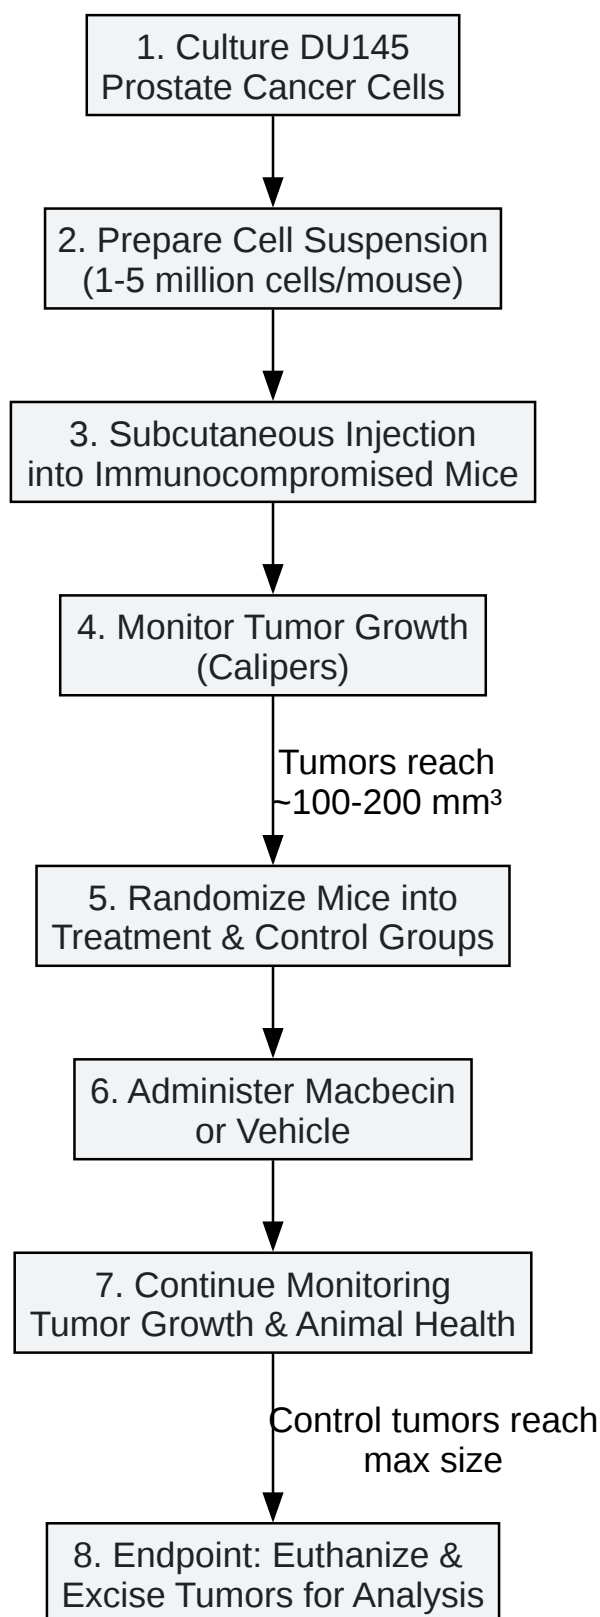 1. Culture DU145
Prostate Cancer Cells
2. Prepare Cell Suspension
(1-5 million cells/mouse)
3. Subcutaneous Injection
into Immunocompromised Mice
4. Monitor Tumor Growth
(Calipers)
Tumors reach
~100-200 mm³
5. Randomize Mice into
Treatment & Control Groups
6. Administer Macbecin
or Vehicle
7. Continue Monitoring
Tumor Growth & Animal Health
Control tumors reach
max size
8. Endpoint: Euthanize &
Excise Tumors for Analysis